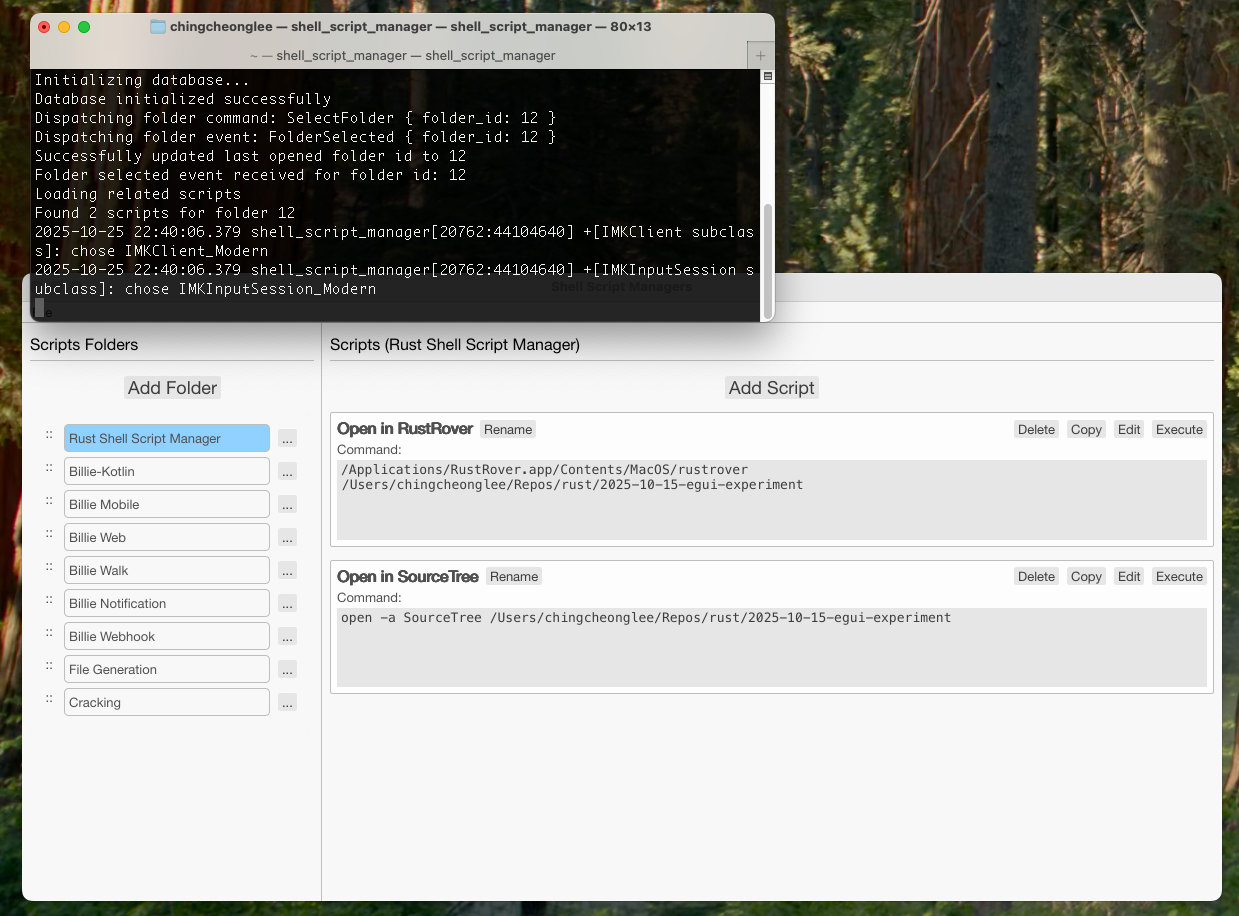 chingcheonglee — shell_script_manager — shell_script_manager — 80×13
~ — shell_script_manager — shell_script_manager
+
Initializing database...
Database initialized successfully
Dispatching folder command: SelectFolder { folder_id: 12 }
Dispatching folder event: FolderSelected { folder_id: 12 }
Successfully updated last opened folder id to 12
Folder selected event received for folder id: 12
Loading related scripts
Found 2 scripts for folder 12
2025-10-25 22:40:06.379 shell_script_manager[20762:44104640] +[IMKClient subclas
s]: chose IMKClient_Modern
2025-10-25 22:40:06.379 shell_script_manager[20762:44104640] +[IMKInputSession s
ubclass]: chose IMKInputSession_Modern
Shell Script Managers
Scripts Folders
Add Folder
Rust Shell Script Manager ...
Billie-Kotlin ...
Billie Mobile ...
Billie Web ...
Billie Walk ...
Billie Notification ...
Billie Webhook ...
File Generation ...
Cracking ...
Scripts (Rust Shell Script Manager)
Add Script
Open in RustRover Rename Delete Copy Edit Execute
Command:
/Applications/RustRover.app/Contents/MacOS/rustrover
/Users/chingcheonglee/Repos/rust/2025-10-15-egui-experiment
Open in SourceTree Rename Delete Copy Edit Execute
Command:
open -a SourceTree /Users/chingcheonglee/Repos/rust/2025-10-15-egui-experiment